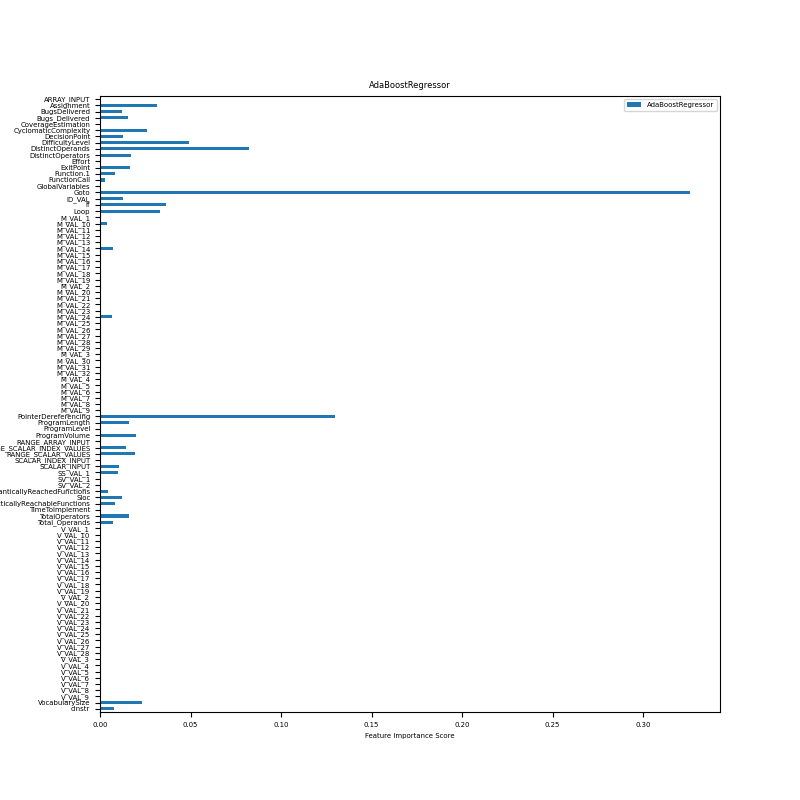 AdaBoostRegressor
AdaBoostRegressor
ARRAY_INPUT
Assignment
BugsDelivered
Bugs_Delivered
CoverageEstimation
CyclomaticComplexity
DecisionPoint
DifficultyLevel
DistinctOperands
DistinctOperators
Effort
ExitPoint
Function.1
FunctionCall
GlobalVariables
Goto
ID_VAL
If
Loop
M_VAL_1
M_VAL_10
M_VAL_11
M_VAL_12
M_VAL_13
M_VAL_14
M_VAL_15
M_VAL_16
M_VAL_17
M_VAL_18
M_VAL_19
M_VAL_2
M_VAL_20
M_VAL_21
M_VAL_22
M_VAL_23
M_VAL_24
M_VAL_25
M_VAL_26
M_VAL_27
M_VAL_28
M_VAL_29
M_VAL_3
M_VAL_30
M_VAL_31
M_VAL_32
M_VAL_4
M_VAL_5
M_VAL_6
M_VAL_7
M_VAL_8
M_VAL_9
PointerDereferencing
ProgramLength
ProgramLevel
ProgramVolume
RANGE_ARRAY_INPUT
E_SCALAR_INDEX_VALUES
RANGE_SCALAR_VALUES
SCALAR_INDEX_INPUT
SCALAR_INPUT
SS_VAL_1
SV_VAL_1
SV_VAL_2
anticallyReachedFunctions
Sloc
ticallyReachableFunctions
TimeToImplement
TotalOperators
Total_Operands
V_VAL_1
V_VAL_10
V_VAL_11
V_VAL_12
V_VAL_13
V_VAL_14
V_VAL_15
V_VAL_16
V_VAL_17
V_VAL_18
V_VAL_19
V_VAL_2
V_VAL_20
V_VAL_21
V_VAL_22
V_VAL_23
V_VAL_24
V_VAL_25
V_VAL_26
V_VAL_27
V_VAL_28
V_VAL_3
V_VAL_4
V_VAL_5
V_VAL_6
V_VAL_7
V_VAL_8
V_VAL_9
VocabularySize
cinstr
0.00 0.05 0.10 0.15 0.20 0.25 0.30
Feature Importance Score